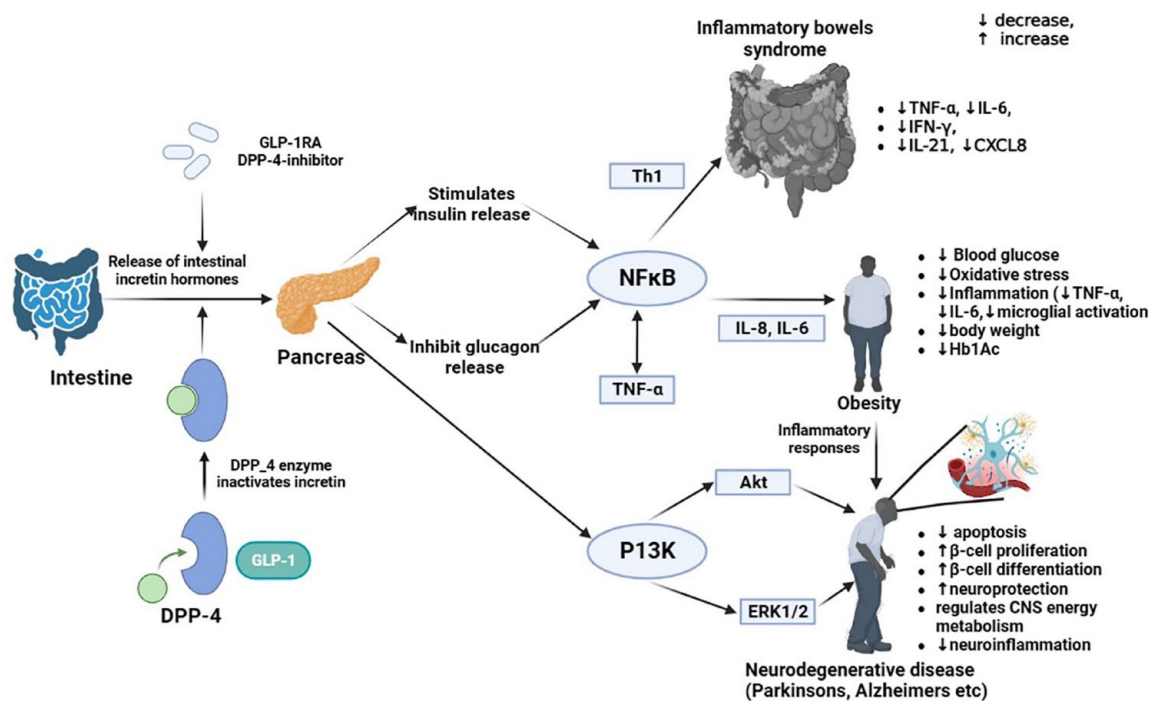 Inflammatory bowels
syndrome
↓ decrease,
↑ increase
• ↓TNF-α, ↓IL-6,
• ↓IFN-γ,
• ↓IL-21, ↓CXCL8
GLP-1RA
DPP-4-inhibitor
Th1
Stimulates
insulin release
Release of intestinal
incretin hormones
NFκB
IL-8, IL-6
TNF-α
Intestine
Pancreas
Inhibit glucagon
release
• ↓ Blood glucose
• ↓Oxidative stress
• ↓Inflammation (↓TNF-α,
↓IL-6,↓microglial activation
• ↓body weight
• ↓Hb1Ac
Obesity
Inflammatory
responses
DPP_4 enzyme
inactivates incretin
GLP-1
DPP-4
Akt
P13K
ERK1/2
• ↓ apoptosis
• ↑β-cell proliferation
• ↑β-cell differentiation
• ↑neuroprotection
• regulates CNS energy
metabolism
• ↓neuroinflammation
Neurodegenerative disease
(Parkinsons, Alzheimers etc)